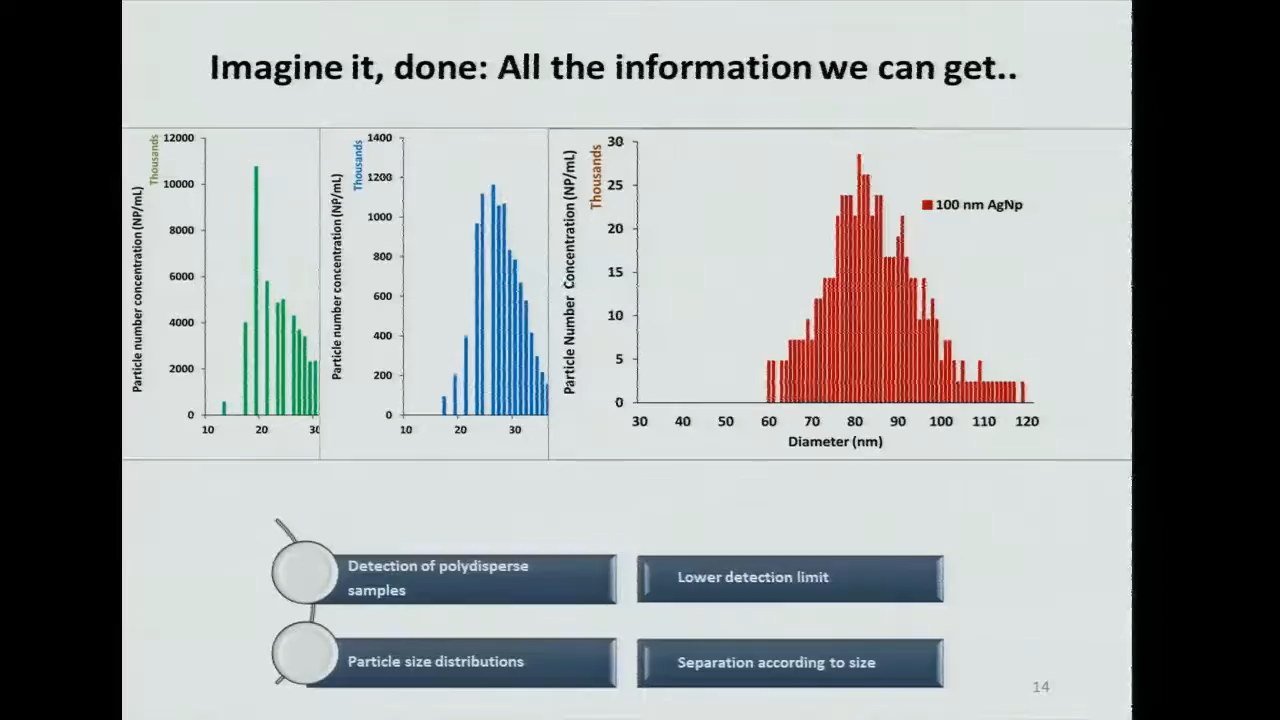 Imagine it, done: All the information we can get..
Particle number concentration (NP/mL)
Thousands
12000
10000
8000
6000
4000
2000
0
10 20 30
Particle number concentration (NP/mL)
Thousands
1400
1200
1000
800
600
400
200
0
10 20 30
Particle Number Concentration (NP/mL)
Thousands
30
25
20
15
10
5
0
30 40 50 60 70 80 90 100 110 120
Diameter (nm)
100 nm AgNp
Detection of polydisperse
samples
Lower detection limit
Particle size distributions
Separation according to size
14